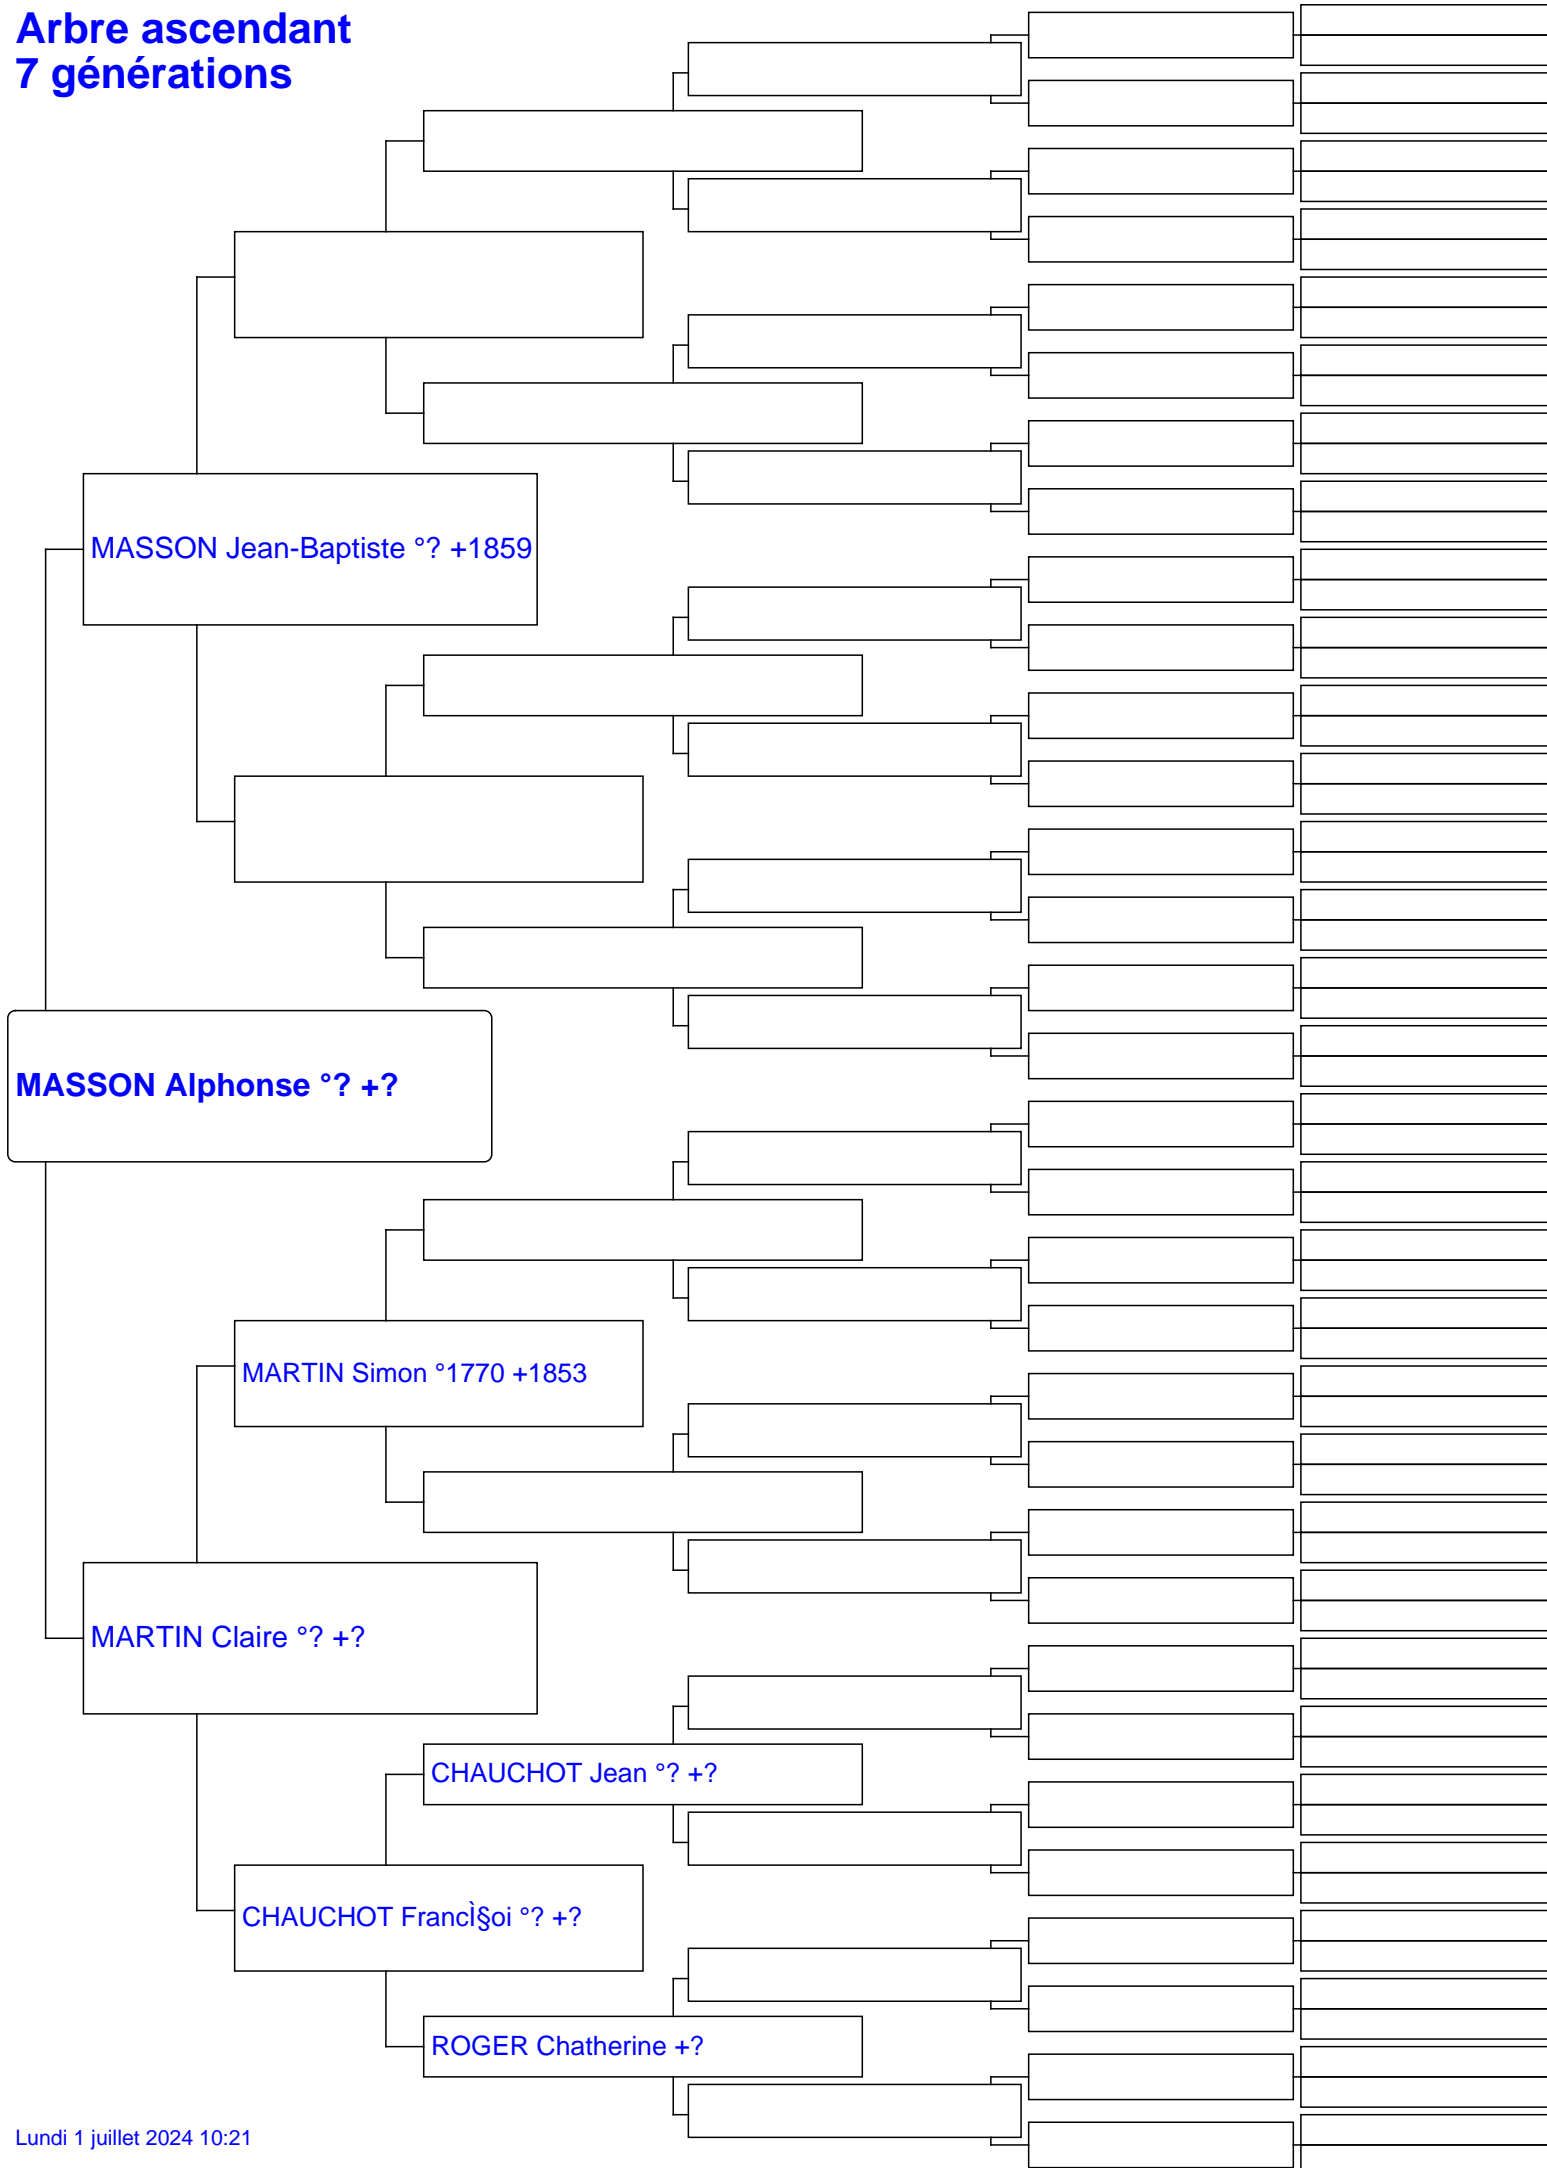 Arbre ascendant
7 générations
MASSON Jean-Baptiste °? +1859
MASSON Alphonse °? +?
MARTIN Simon °1770 +1853
MARTIN Claire °? +?
CHAUCHOT Jean °? +?
CHAUCHOT FrancÌ§oi °? +?
ROGER Chatherine +?
Lundi 1 juillet 2024 10:21